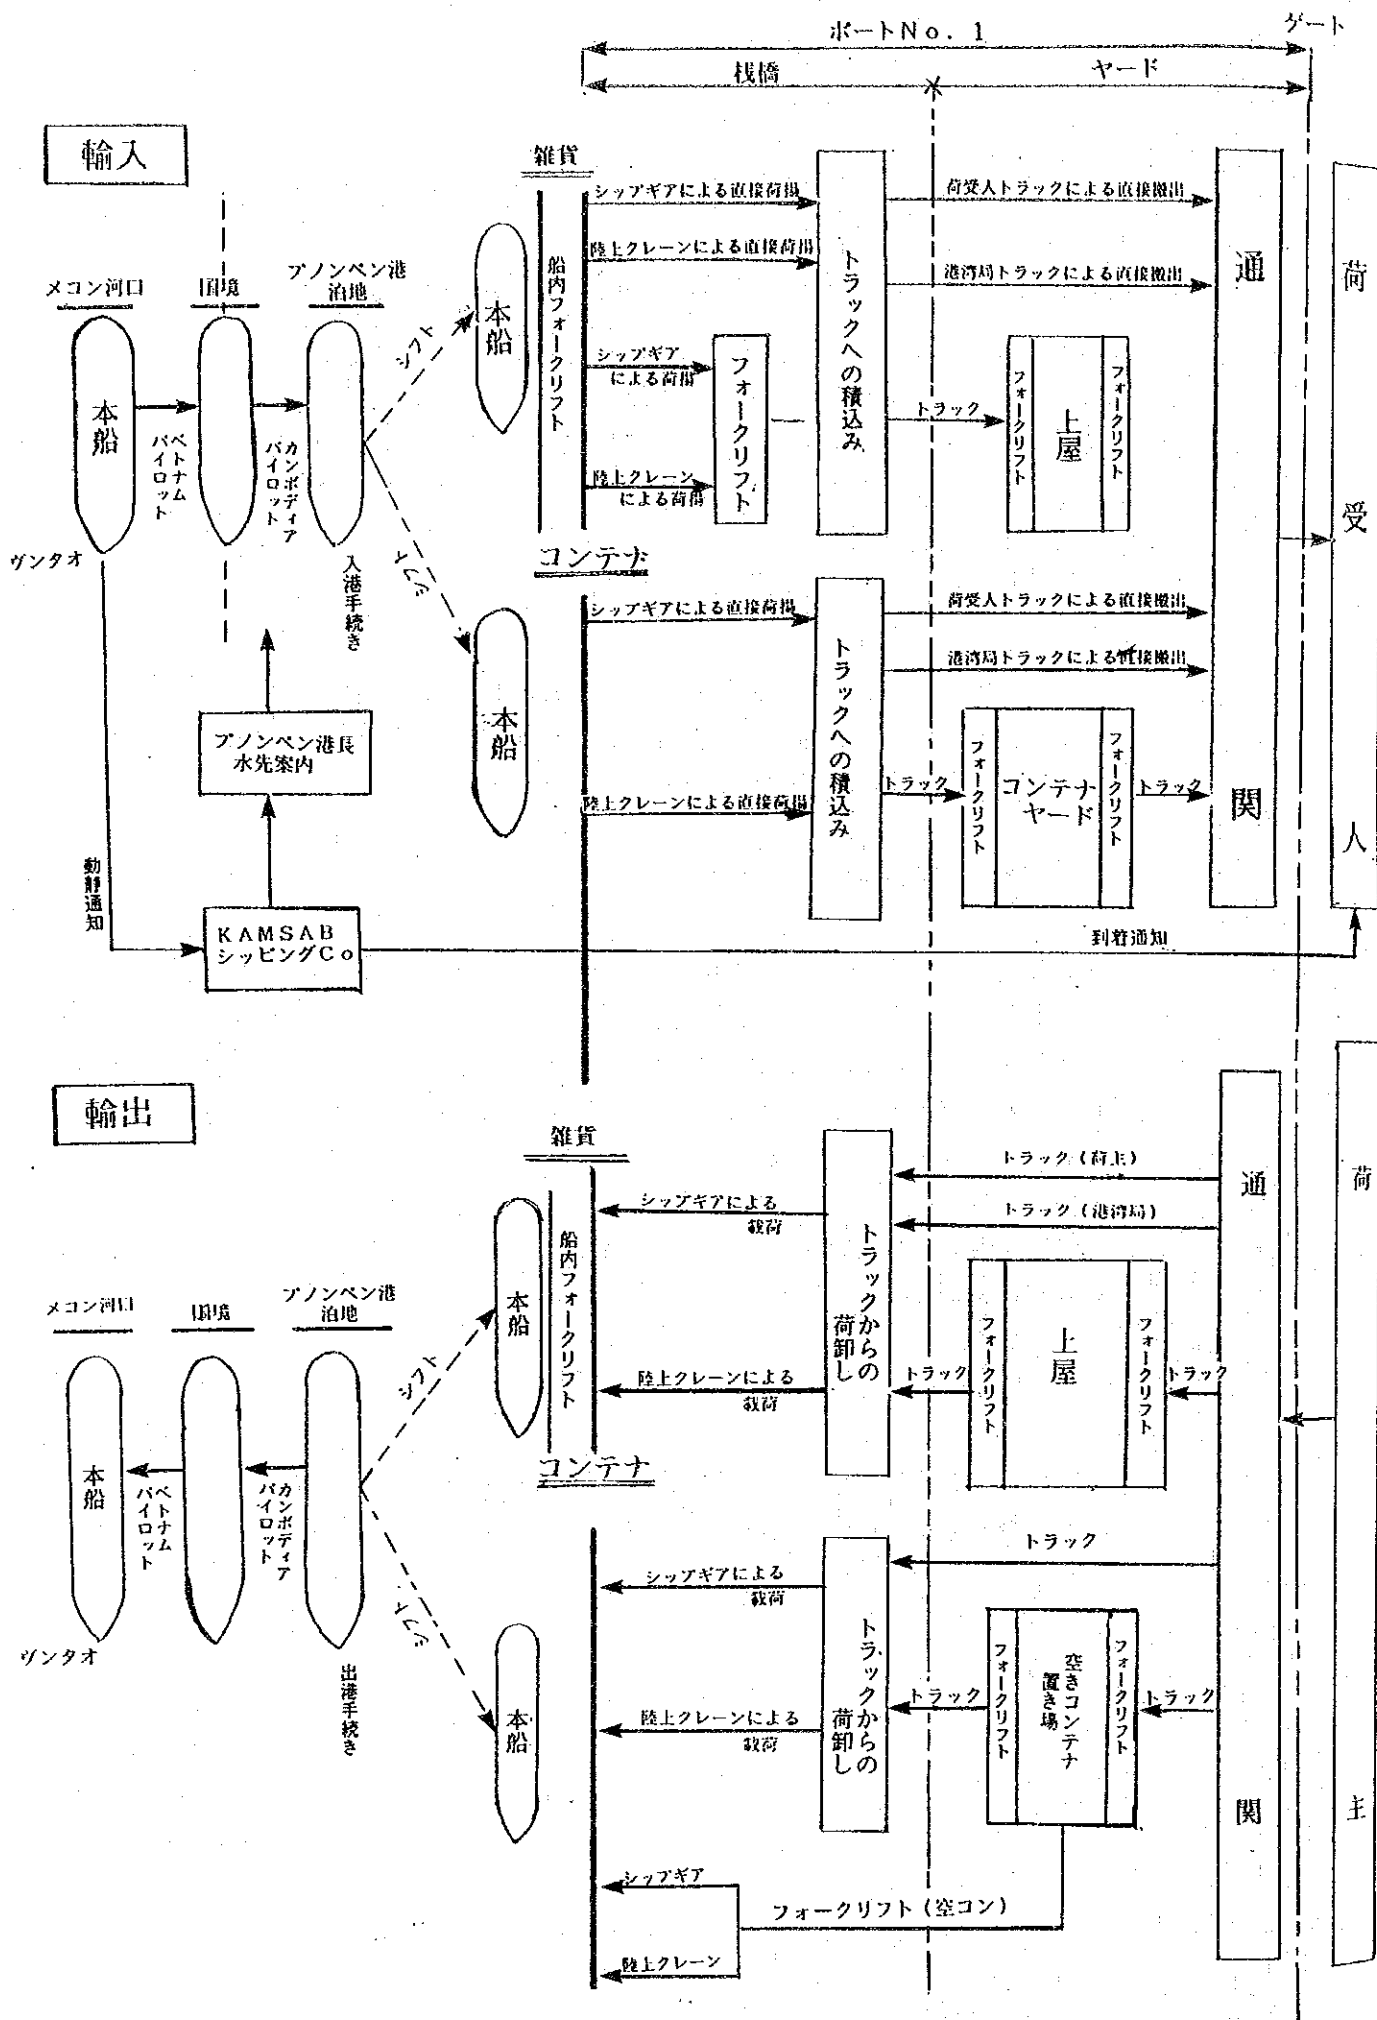 ポートNo.1
ゲート
桟橋
ヤード
輸入
雑貨
メコン河口
国境
プノンペン港
泊地
本船
ベトナム
パイロット
カンボディア
パイロット
ヴンタオ
入港手続き
シフト
シフト
本船
船内フォークリフト
シップギアによる直接荷揚
陸上クレーンによる直接荷揚
シップギア
による荷揚
陸上クレーン
による荷揚
フォークリフト
トラックへの積込み
荷受人トラックによる直接搬出
港湾局トラックによる直接搬出
トラック
フォークリフト
上屋
フォークリフト
通関
荷受人
コンテナ
本船
シップギアによる直接荷揚
陸上クレーンによる直接荷揚
トラックへの積込み
荷受人トラックによる直接搬出
港湾局トラックによる直接搬出
トラック
フォークリフト
コンテナ
ヤード
フォークリフト
トラック
プノンペン港長
水先案内
動静通知
KAMSAB
シッピングCo
到着通知
輸出
雑貨
メコン河口
国境
プノンペン港
泊地
本船
ベトナム
パイロット
カンボディア
パイロット
ヴンタオ
出港手続き
シフト
シフト
本船
船内フォークリフト
シップギアによる
載荷
陸上クレーンによる
載荷
トラックからの
荷卸し
トラック(荷主)
トラック(港湾局)
トラック
フォークリフト
上屋
フォークリフト
トラック
通関
荷主
コンテナ
本船
シップギアによる
載荷
陸上クレーンによる
載荷
トラックからの
荷卸し
トラック
トラック
フォークリフト
空きコンテナ
置き場
フォークリフト
トラック
シップギア
フォークリフト(空コン)
陸上クレーン